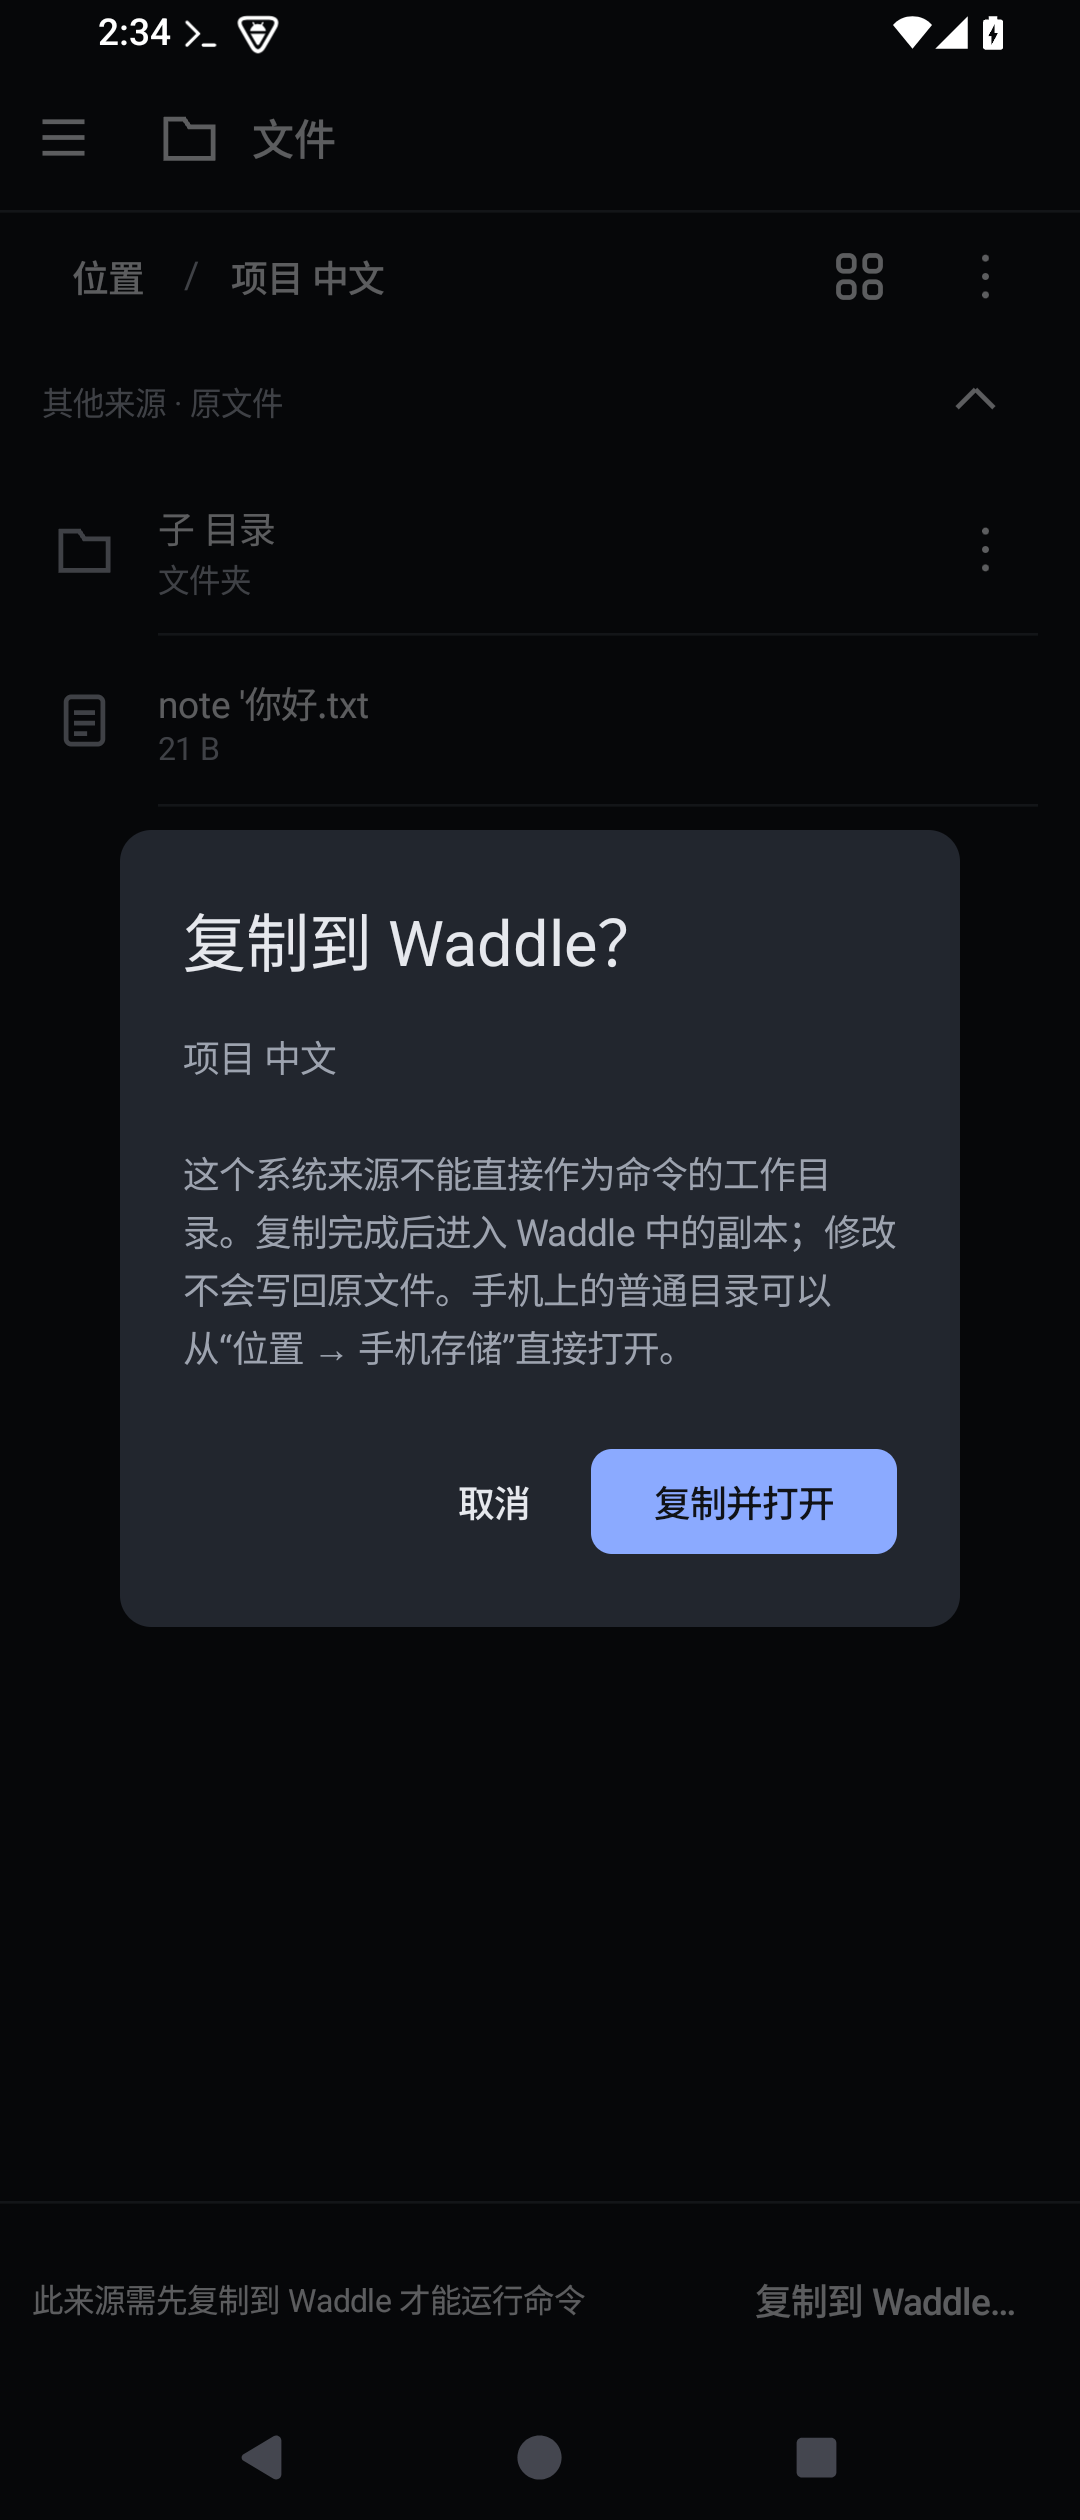 2:34
文件
位置 / 项目 中文
其他来源 · 原文件
子 目录
文件夹
note '你好.txt
21 B
复制到 Waddle?
项目 中文
这个系统来源不能直接作为命令的工作目
录。复制完成后进入 Waddle 中的副本；修改
不会写回原文件。手机上的普通目录可以
从“位置 → 手机存储”直接打开。
取消
复制并打开
此来源需先复制到 Waddle 才能运行命令
复制到 Waddle...